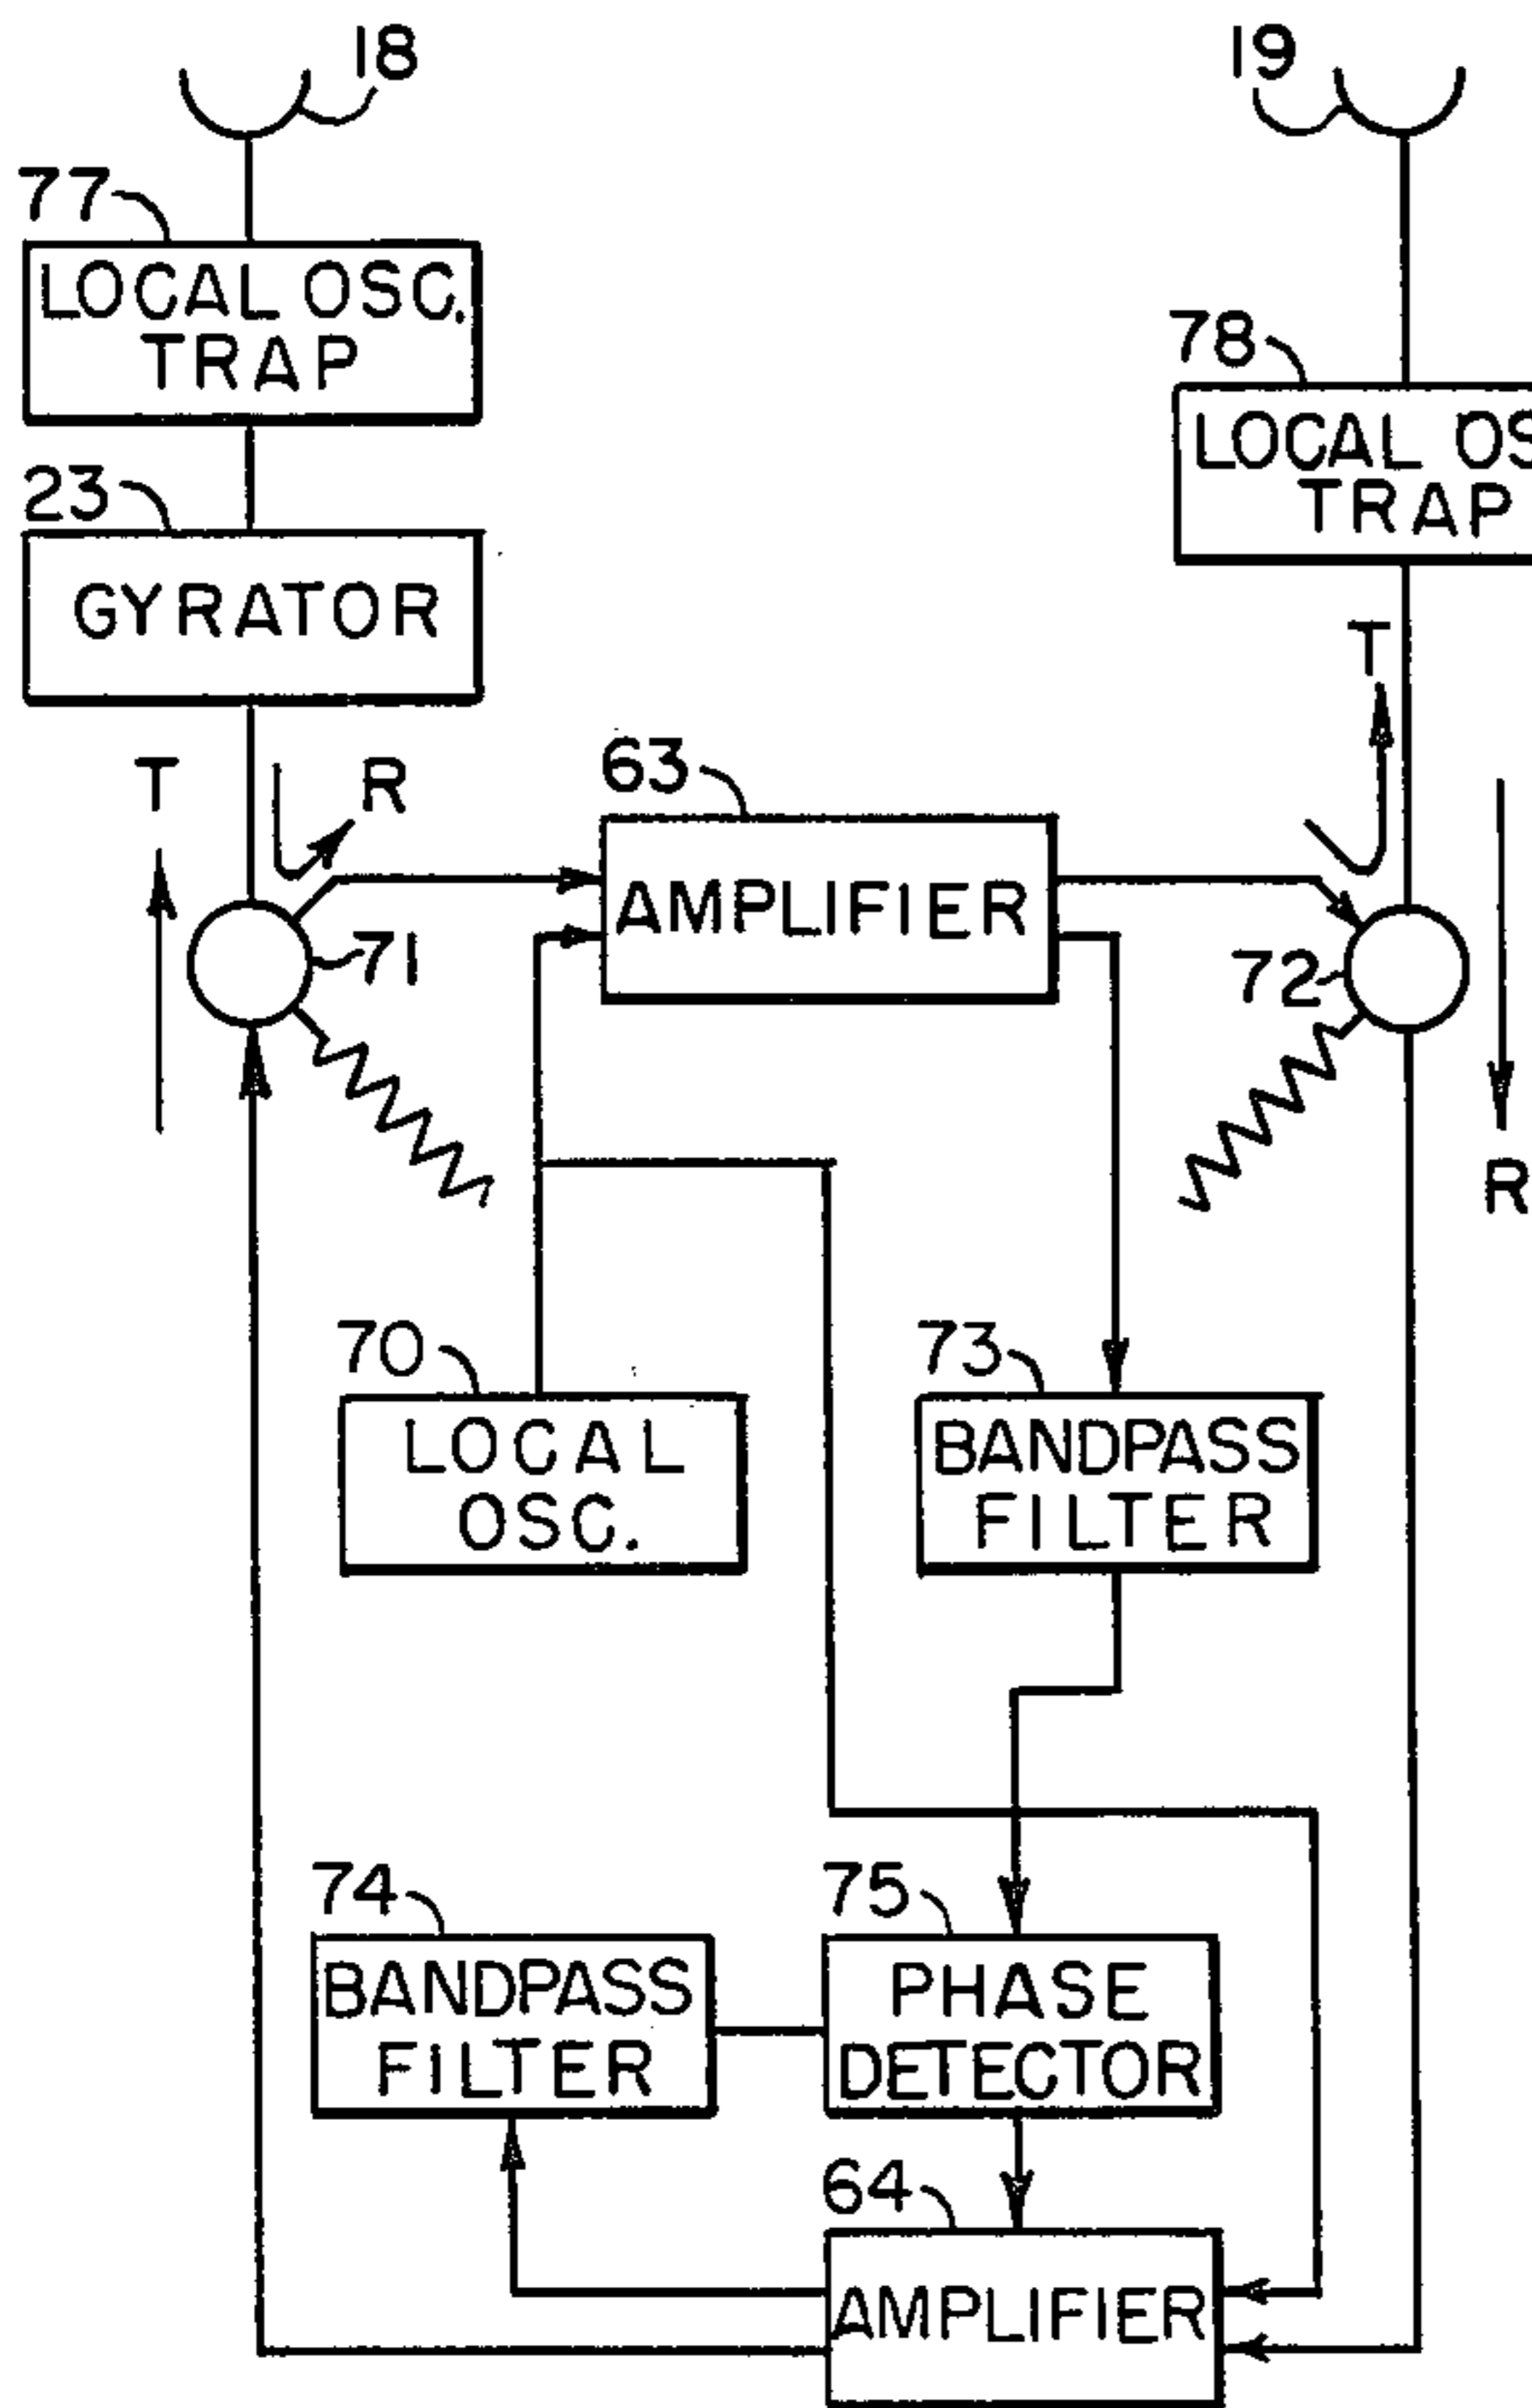 18
19
77
LOCAL OSC.
TRAP
78
LOCAL OS
TRAP
23
GYRATOR
T
T
R
63
AMPLIFIER
71
72
R
70
LOCAL
OSC.
73
BANDPASS
FILTER
74
BANDPASS
FILTER
75
PHASE
DETECTOR
64
AMPLIFIER